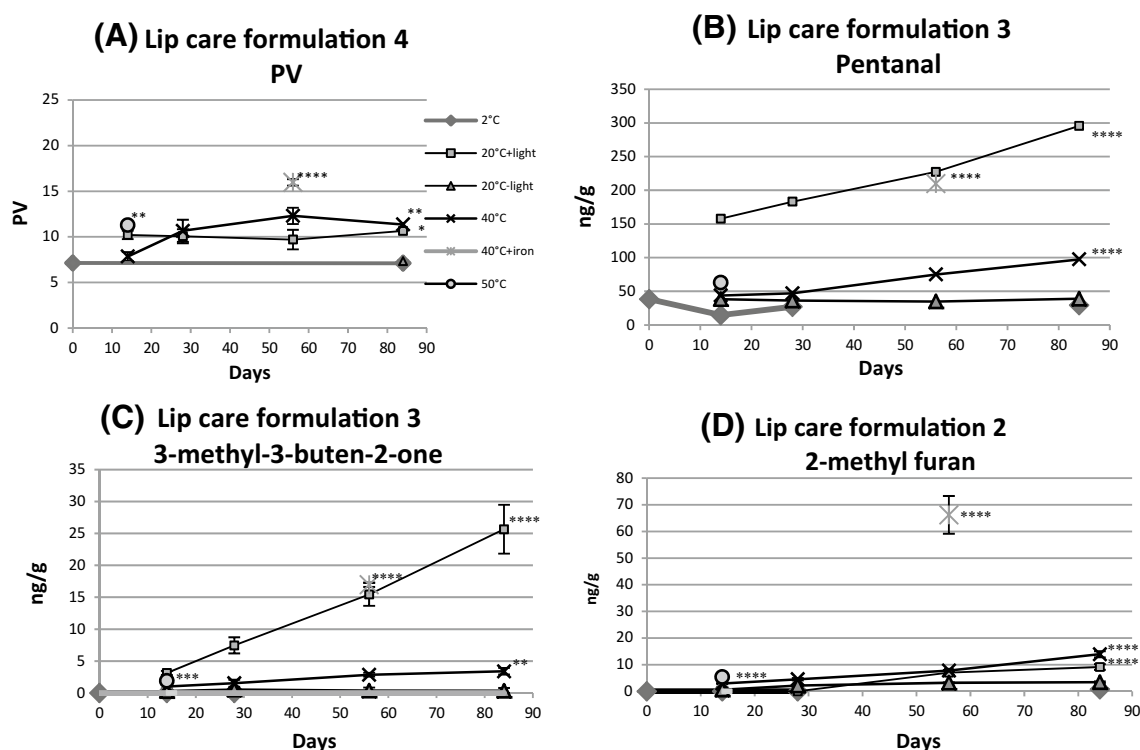 (A) Lip care formulation 4
PV
25
20
15
10
5
0
PV
0 10 20 30 40 50 60 70 80 90
Days
**
****
**
*
2°C
20°C+light
20°C-light
40°C
40°C+iron
50°C
(B) Lip care formulation 3
Pentanal
350
300
250
200
150
100
50
0
ng/g
0 10 20 30 40 50 60 70 80 90
Days
****
****
****
(C) Lip care formulation 3
3-methyl-3-buten-2-one
35
30
25
20
15
10
5
0
ng/g
0 10 20 30 40 50 60 70 80 90
Days
****
****
**
***
(D) Lip care formulation 2
2-methyl furan
80
70
60
50
40
30
20
10
0
ng/g
0 10 20 30 40 50 60 70 80 90
Days
****
****
****
****